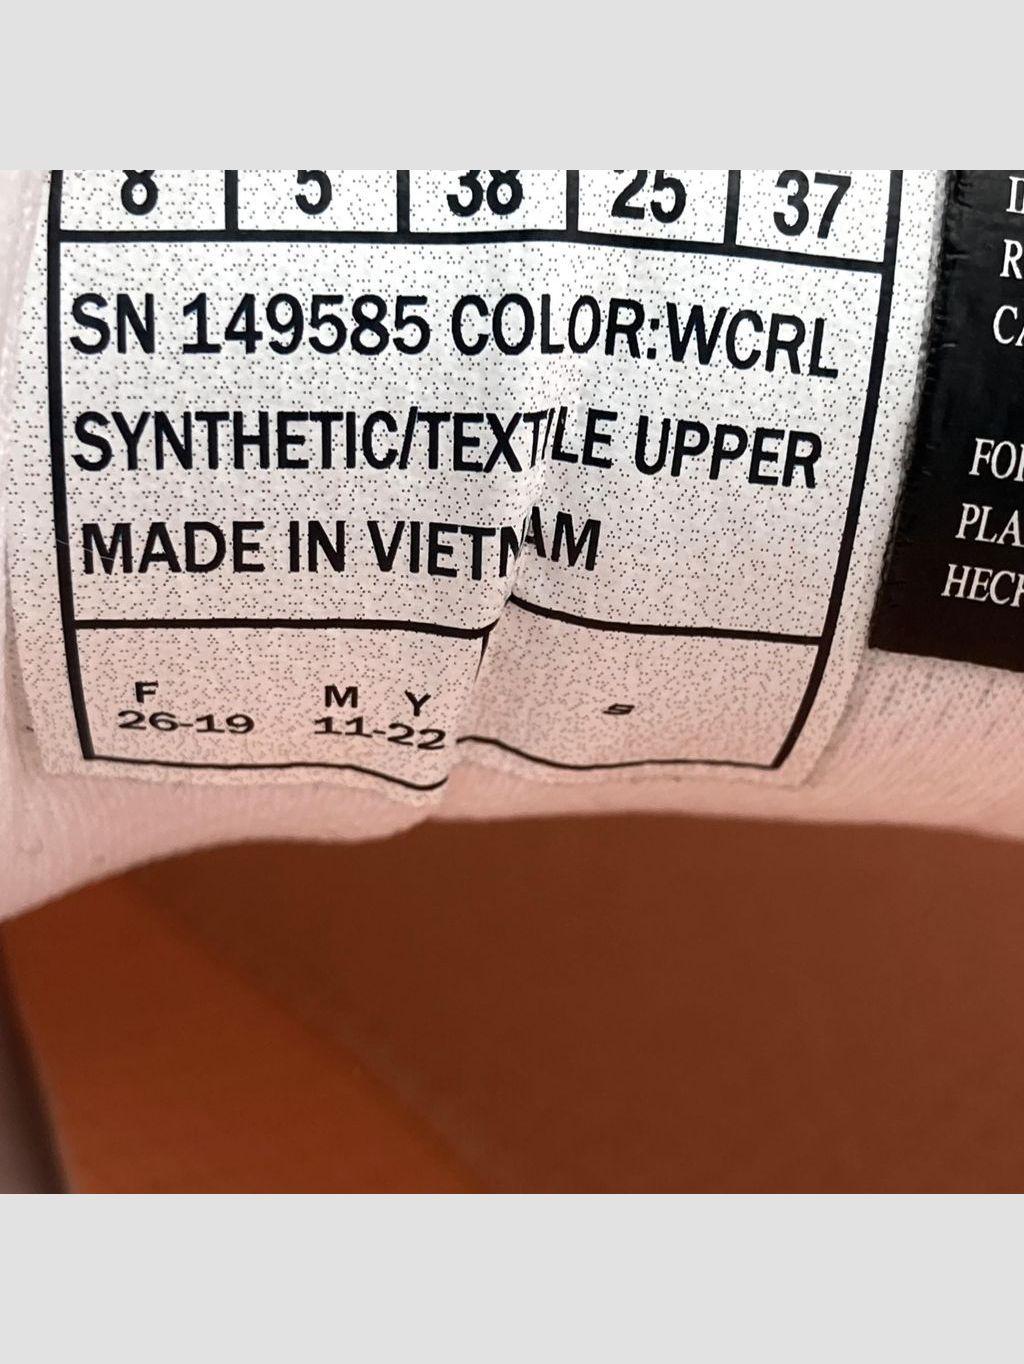 8 5 38 25 37
SN 149585 COLOR:WCRL
SYNTHETIC/TEXTILE UPPER
MADE IN VIETNAM
F M Y
26-19 11-22 S